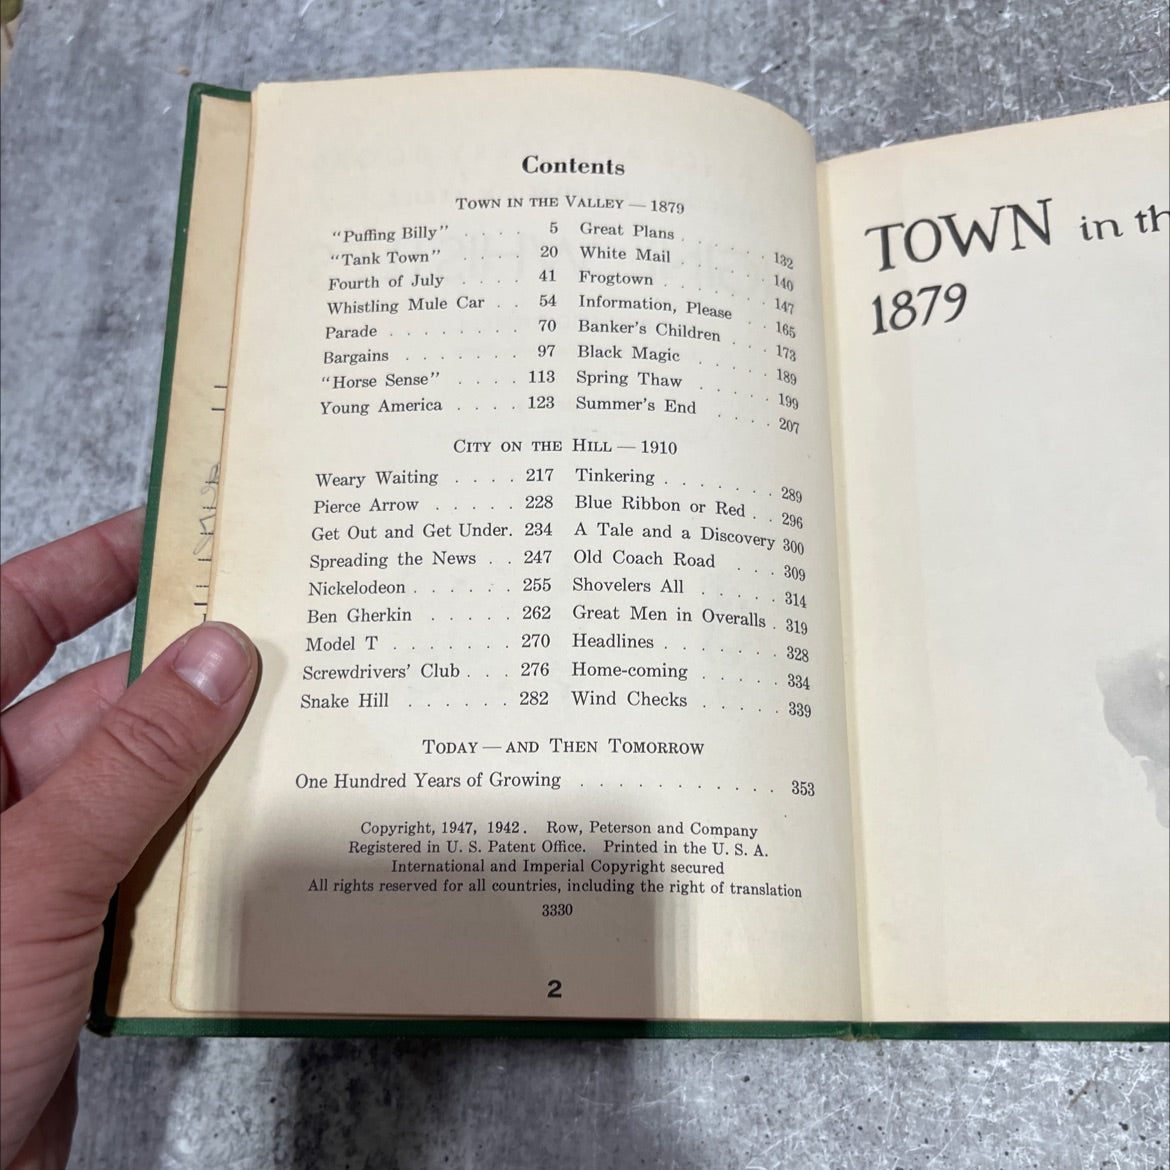 Contents
TOWN IN THE VALLEY — 1879
"Puffing Billy" . . . . 5
"Tank Town" . . . . 20
Fourth of July . . . . 41
Whistling Mule Car . . 54
Parade . . . . . . . . 70
Bargains . . . . . . . 97
"Horse Sense" . . . . 113
Young America . . . . 123
Great Plans . . . . . 132
White Mail . . . . . 140
Frogtown . . . . . . 147
Information, Please . . 165
Banker's Children . . . 173
Black Magic . . . . . 189
Spring Thaw . . . . . 199
Summer's End . . . . 207
CITY ON THE HILL — 1910
Weary Waiting . . . . 217
Pierce Arrow . . . . . 228
Get Out and Get Under. 234
Spreading the News . . 247
Nickelodeon . . . . . . 255
Ben Gherkin . . . . . 262
Model T . . . . . . . 270
Screwdrivers' Club . . . 276
Snake Hill . . . . . . 282
Tinkering . . . . . . . 289
Blue Ribbon or Red . . 296
A Tale and a Discovery 300
Old Coach Road . . . 309
Shovelers All . . . . . 314
Great Men in Overalls . 319
Headlines . . . . . . . 328
Home-coming . . . . . 334
Wind Checks . . . . . 339
TODAY — AND THEN TOMORROW
One Hundred Years of Growing . . . . . . . . . . . 353
Copyright, 1947, 1942. Row, Peterson and Company
Registered in U. S. Patent Office. Printed in the U. S. A.
International and Imperial Copyright secured
All rights reserved for all countries, including the right of translation
3330
2
TOWN in th
1879